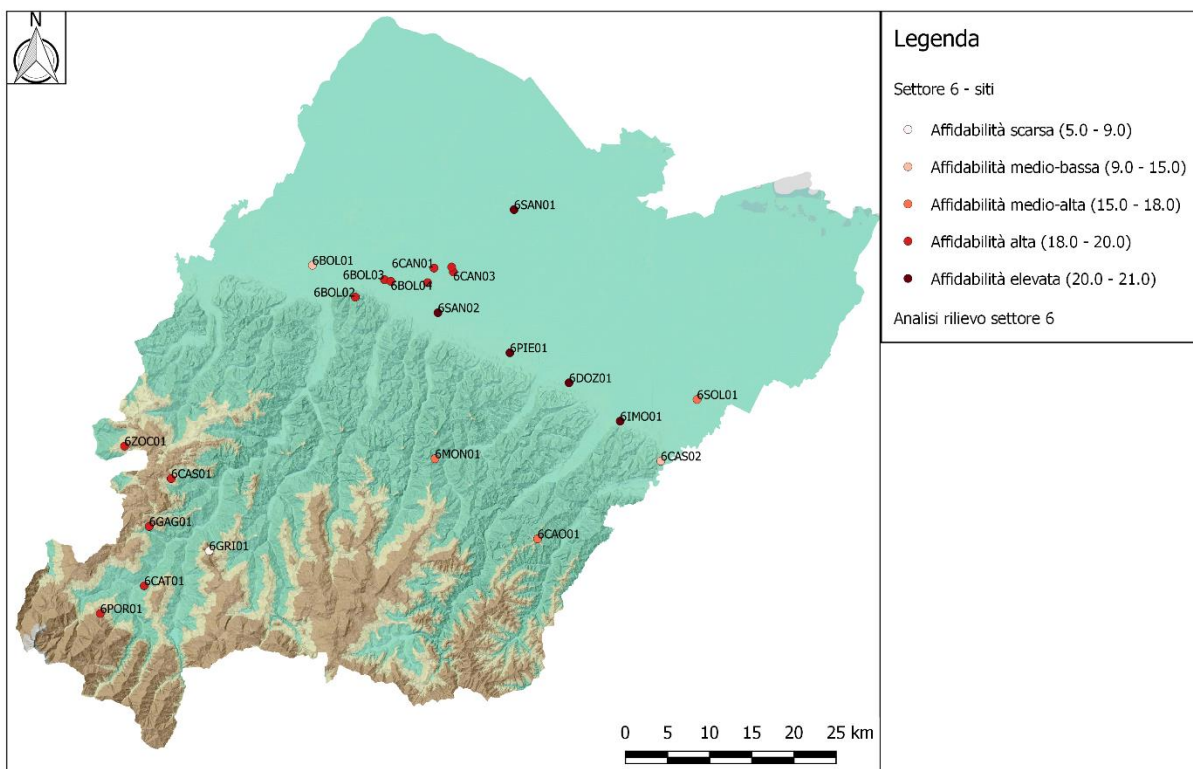 N
Legenda
Settore 6 - siti
Affidabilità scarsa (5.0 - 9.0)
Affidabilità medio-bassa (9.0 - 15.0)
Affidabilità medio-alta (15.0 - 18.0)
Affidabilità alta (18.0 - 20.0)
Affidabilità elevata (20.0 - 21.0)
Analisi rilievo settore 6
6SAN01
6BOL01
6CAN01
6BOL03
6CAN03
6BOL04
6BOL02
6SAN02
6PIE01
6DOZ01
6SOL01
6IMO01
6ZOC01
6MON01
6CAS02
6CAS01
6GAG01
6CAO01
6GRI01
6CAT01
6POR01
0 5 10 15 20 25 km